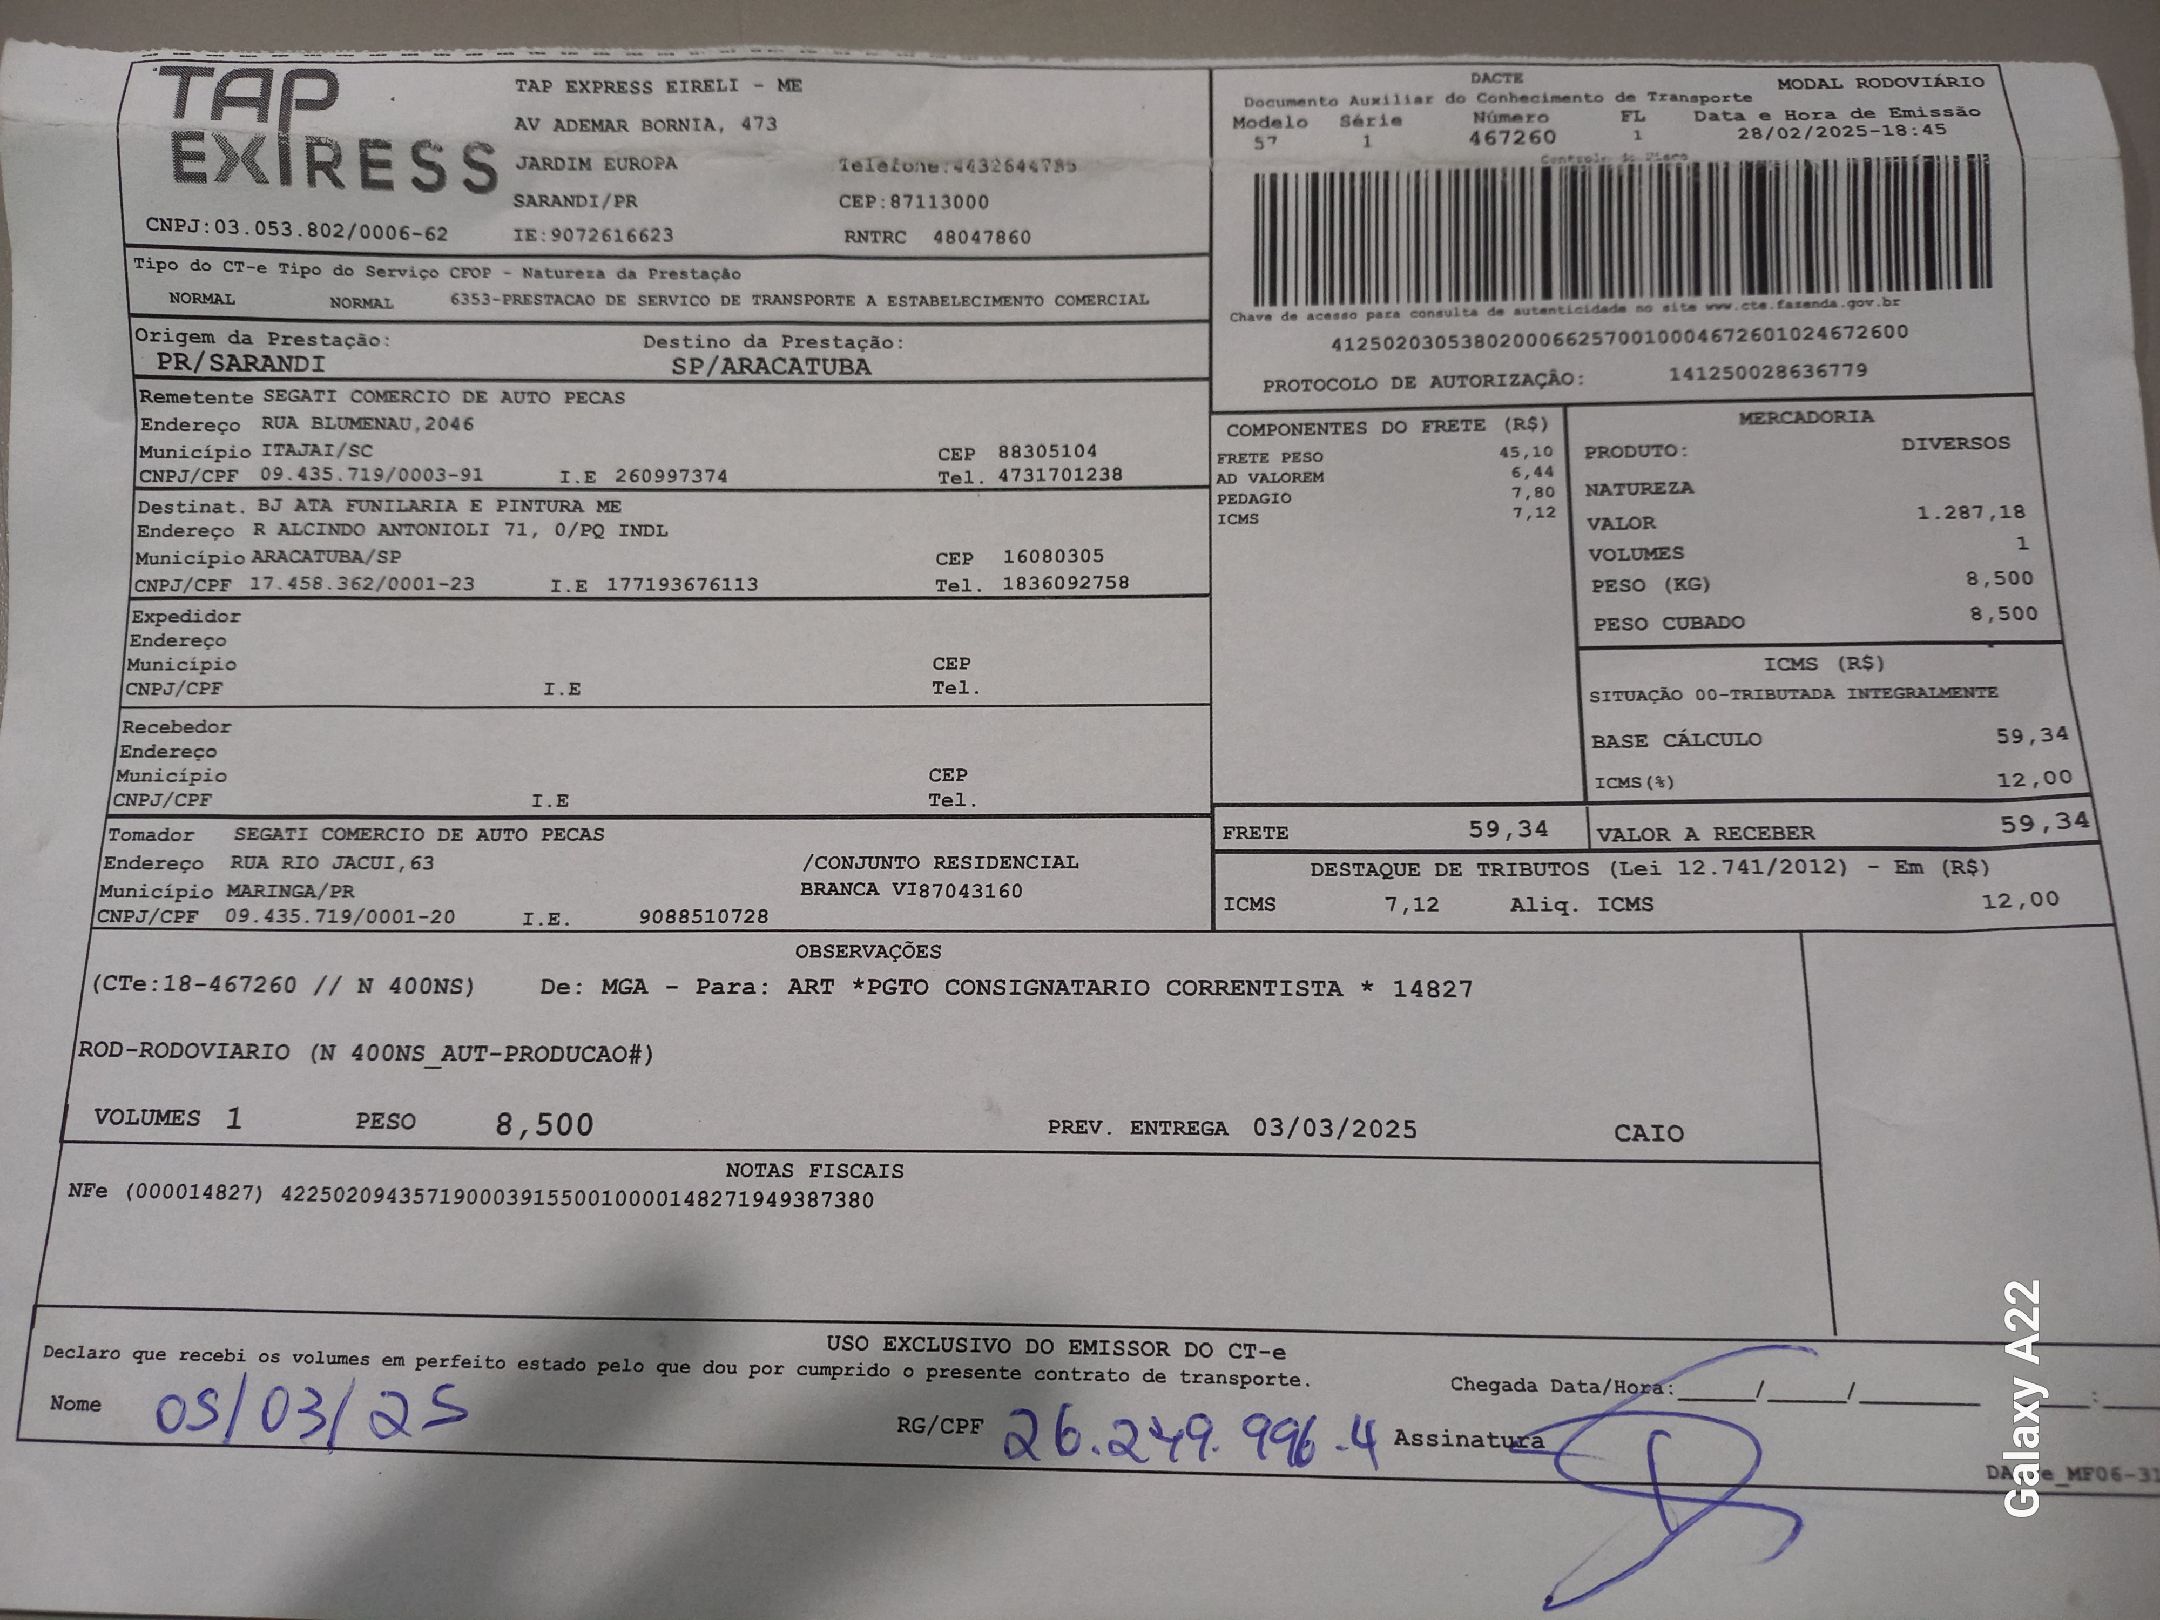 TAP
EXPRESS
TAP EXPRESS EIRELI - ME
AV ADEMAR BORNIA, 473
JARDIM EUROPA
SARANDI/PR CEP:87113000
CNPJ:03.053.802/0006-62 IE:9072616623 RNTRC 48047860
DACTE MODAL RODOVIÁRIO
Documento Auxiliar do Conhecimento de Transporte
Modelo Série Número FL Data e Hora de Emissão
57 1 467260 1 28/02/2025-18:45
Chave de acesso para consulta de autenticidade no site www.cte.fazenda.gov.br
41250203053802000662570010004672601024672600
PROTOCOLO DE AUTORIZAÇÃO: 141250028636779
Tipo do CT-e Tipo do Serviço CFOP - Natureza da Prestação
NORMAL NORMAL 6353-PRESTACAO DE SERVICO DE TRANSPORTE A ESTABELECIMENTO COMERCIAL
Origem da Prestação: Destino da Prestação:
PR/SARANDI SP/ARACATUBA
Remetente SEGATI COMERCIO DE AUTO PECAS
Endereço RUA BLUMENAU,2046
Município ITAJAI/SC CEP 88305104
CNPJ/CPF 09.435.719/0003-91 I.E 260997374 Tel. 4731701238
Destinat. BJ ATA FUNILARIA E PINTURA ME
Endereço R ALCINDO ANTONIOLI 71, 0/PQ INDL
Município ARACATUBA/SP CEP 16080305
CNPJ/CPF 17.458.362/0001-23 I.E 177193676113 Tel. 1836092758
Expedidor
Endereço
Município CEP
CNPJ/CPF I.E Tel.
Recebedor
Endereço
Município CEP
CNPJ/CPF I.E Tel.
Tomador SEGATI COMERCIO DE AUTO PECAS
Endereço RUA RIO JACUI,63 /CONJUNTO RESIDENCIAL
Município MARINGA/PR BRANCA VI87043160
CNPJ/CPF 09.435.719/0001-20 I.E. 9088510728
COMPONENTES DO FRETE (R$)
FRETE PESO 45,10
AD VALOREM 6,44
PEDAGIO 7,80
ICMS 7,12
MERCADORIA
PRODUTO: DIVERSOS
NATUREZA
VALOR 1.287,18
VOLUMES 1
PESO (KG) 8,500
PESO CUBADO 8,500
ICMS (R$)
SITUAÇÃO 00-TRIBUTADA INTEGRALMENTE
BASE CÁLCULO 59,34
ICMS(%) 12,00
FRETE 59,34 VALOR A RECEBER 59,34
DESTAQUE DE TRIBUTOS (Lei 12.741/2012) - Em (R$)
ICMS 7,12 Aliq. ICMS 12,00
OBSERVAÇÕES
(CTe:18-467260 // N 400NS) De: MGA - Para: ART *PGTO CONSIGNATARIO CORRENTISTA * 14827
ROD-RODOVIARIO (N 400NS_AUT-PRODUCAO#)
VOLUMES 1 PESO 8,500 PREV. ENTREGA 03/03/2025 CAIO
NOTAS FISCAIS
NFe (000014827) 42250209435719000391550010000148271949387380
USO EXCLUSIVO DO EMISSOR DO CT-e
Declaro que recebi os volumes em perfeito estado pelo que dou por cumprido o presente contrato de transporte.
Chegada Data/Hora:_____/_____/_______ ___:___
Nome 05/03/25 RG/CPF 26.249.996-4 Assinatura
Galaxy A22